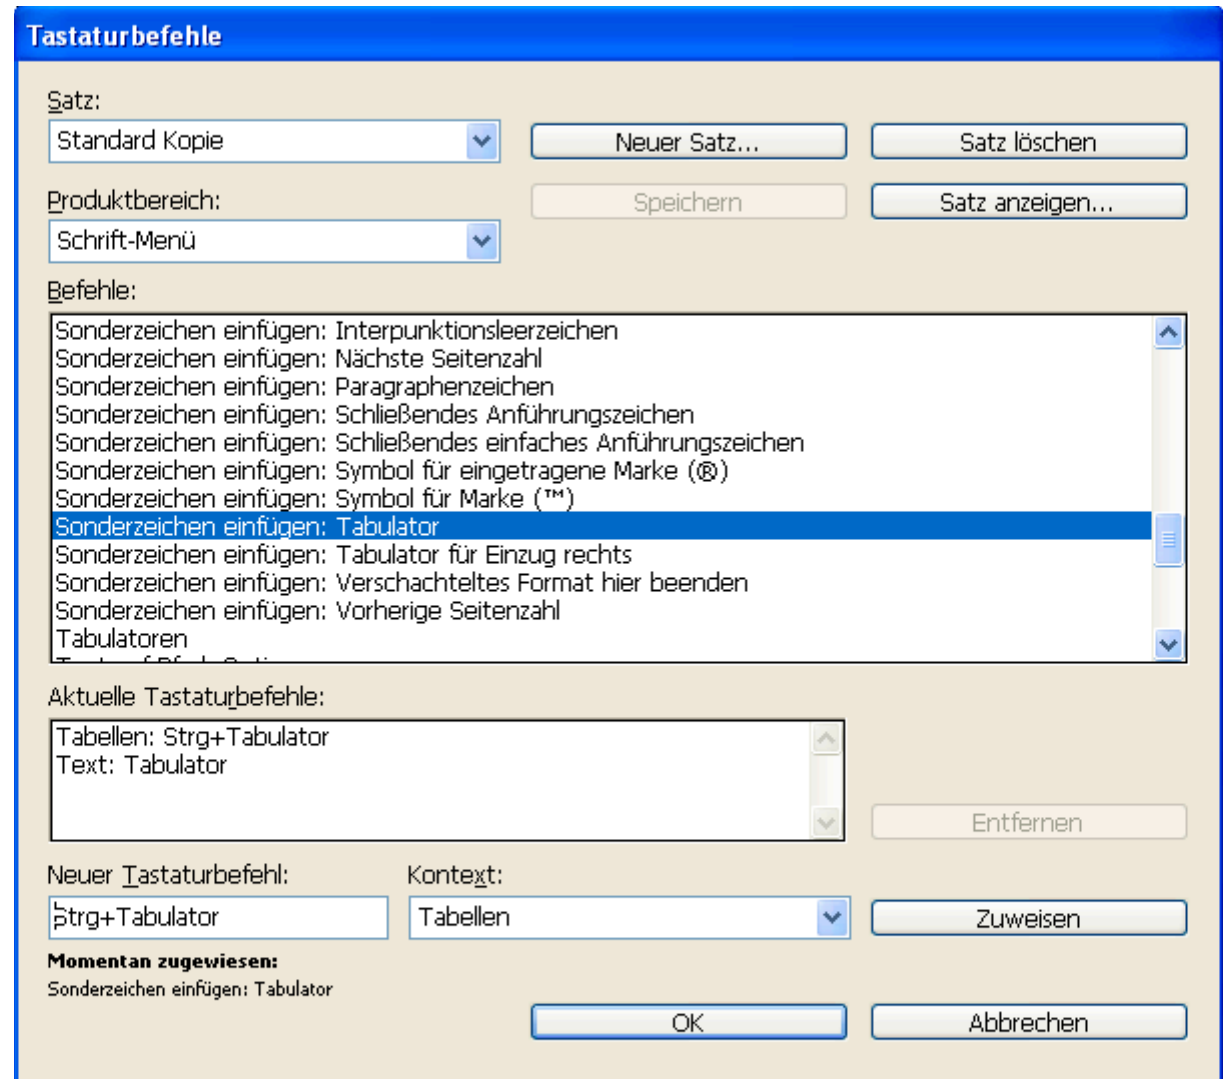 Tastaturbefehle
Satz:
Standard Kopie
Neuer Satz...
Satz löschen
Produktbereich:
Speichern
Satz anzeigen...
Schrift-Menü
Befehle:
Sonderzeichen einfügen: Interpunktionsleerzeichen
Sonderzeichen einfügen: Nächste Seitenzahl
Sonderzeichen einfügen: Paragraphenzeichen
Sonderzeichen einfügen: Schließendes Anführungszeichen
Sonderzeichen einfügen: Schließendes einfaches Anführungszeichen
Sonderzeichen einfügen: Symbol für eingetragene Marke (®)
Sonderzeichen einfügen: Symbol für Marke (™)
Sonderzeichen einfügen: Tabulator
Sonderzeichen einfügen: Tabulator für Einzug rechts
Sonderzeichen einfügen: Verschachteltes Format hier beenden
Sonderzeichen einfügen: Vorherige Seitenzahl
Tabulatoren
Aktuelle Tastaturbefehle:
Tabellen: Strg+Tabulator
Text: Tabulator
Entfernen
Neuer Tastaturbefehl:
Kontext:
Strg+Tabulator
Tabellen
Zuweisen
Momentan zugewiesen:
Sonderzeichen einfügen: Tabulator
OK
Abbrechen